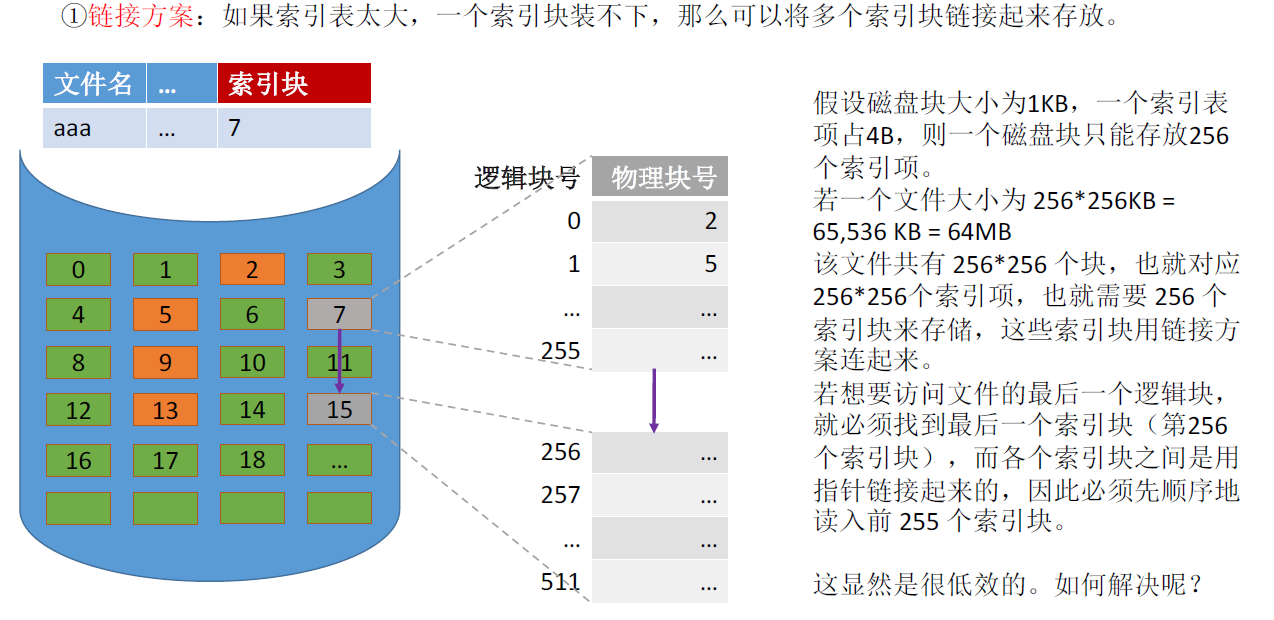 ①链接方案：如果索引表太大，一个索引块装不下，那么可以将多个索引块链接起来存放。
文件名 … 索引块
aaa … 7
0 1 2 3
4 5 6 7
8 9 10 11
12 13 14 15
16 17 18 …
逻辑块号 物理块号
0 2
1 5
… …
255 …
256 …
257 …
… …
511 …
假设磁盘块大小为1KB，一个索引表
项占4B，则一个磁盘块只能存放256
个索引项。
若一个文件大小为 256*256KB =
65,536 KB = 64MB
该文件共有 256*256 个块，也就对应
256*256个索引项，也就需要 256 个
索引块来存储，这些索引块用链接方
案连起来。
若想要访问文件的最后一个逻辑块，
就必须找到最后一个索引块（第256
个索引块），而各个索引块之间是用
指针链接起来的，因此必须先顺序地
读入前 255 个索引块。
这显然是很低效的。如何解决呢？